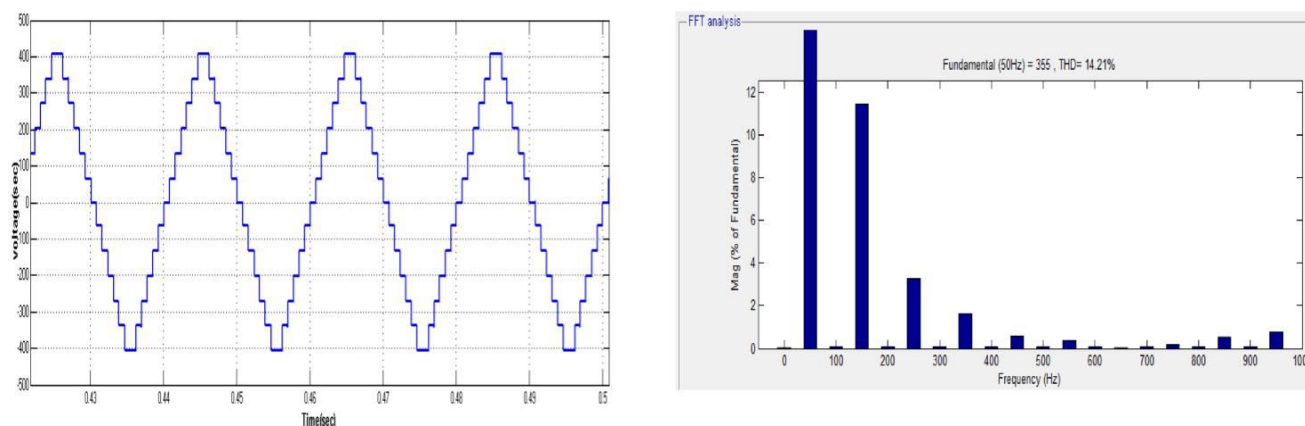 500
400
300
200
100
0
-100
-200
-300
-400
-500
Voltage(sec)
0.43 0.44 0.45 0.46 0.47 0.48 0.49 0.5
Time(sec)
FFT analysis
Fundamental (50Hz) = 355 , THD= 14.21%
12
10
8
6
4
2
0
Mag (% of Fundamental)
0 100 200 300 400 500 600 700 800 900 100
Frequency (Hz)